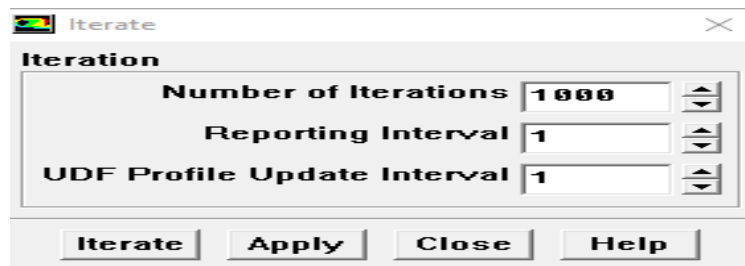 Iterate
Iteration
Number of Iterations 1000
Reporting Interval 1
UDF Profile Update Interval 1
Iterate Apply Close Help